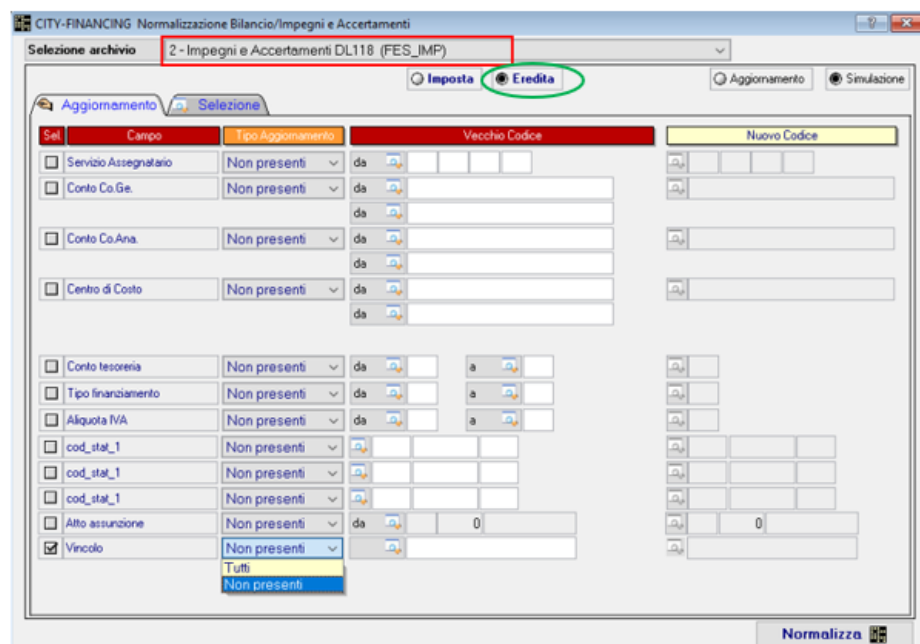 CITY-FINANCING Normalizzazione Bilancio/Impegni e Accertamenti
Selezione archivio 2 - Impegni e Accertamenti DL118 (FES_IMP)
Imposta Eredita Aggiornamento Simulazione
Aggiornamento Selezione
Sel. Campo Tipo Aggiornamento Vecchio Codice Nuovo Codice
Servizio Assegnatario Non presenti da
Conto Co.Ge. Non presenti da
da
Conto Co.Ana. Non presenti da
da
Centro di Costo Non presenti da
da
Conto tesoreria Non presenti da a
Tipo finanziamento Non presenti da a
Aliquota IVA Non presenti da a
cod_stat_1 Non presenti
cod_stat_1 Non presenti
cod_stat_1 Non presenti
Atto assunzione Non presenti da 0 0
Vincolo Non presenti
Tutti
Non presenti
Normalizza